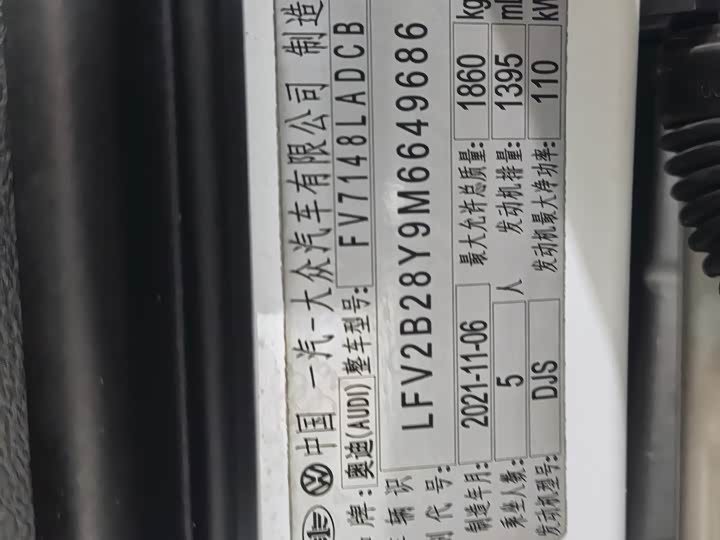 中国 一汽-大众汽车有限公司 制造
牌: 奥迪(AUDI) 整车型号: FV7148LADCB
辆识 LFV2B28Y9M6649686
代号:
制造年月: 2021-11-06 最大允许总质量: 1860 kg
乘坐人数: 5 人 发动机排量: 1395 ml
发动机型号: DJS 发动机最大净功率: 110 kW